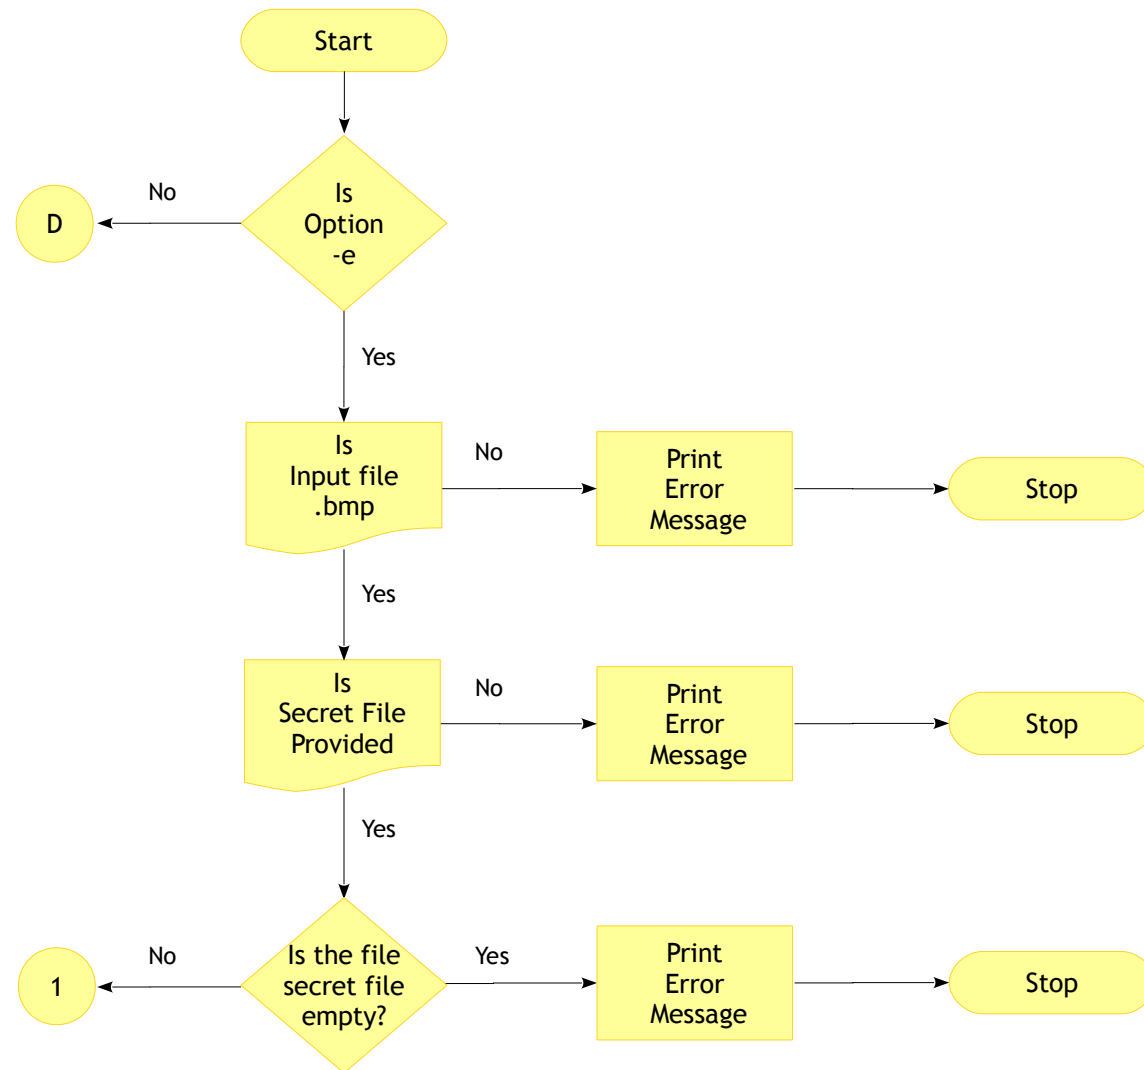 Start
No
D
Is
Option
-e
Yes
Is
Input file
.bmp
No
Print
Error
Message
Stop
Yes
Is
Secret File
Provided
No
Print
Error
Message
Stop
Yes
No
1
Is the file
secret file
empty?
Yes
Print
Error
Message
Stop